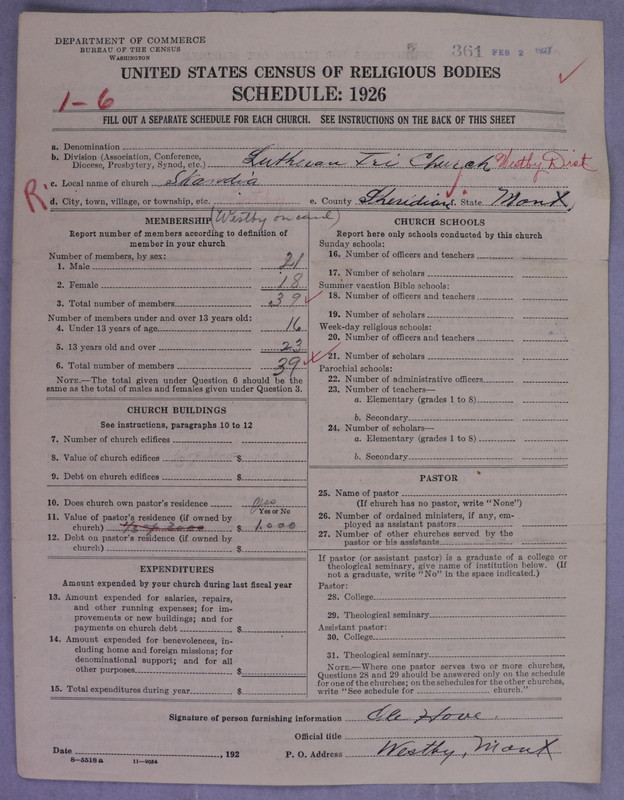 DEPARTMENT OF COMMERCE
BUREAU OF THE CENSUS
WASHINGTON
361 FEB 2 1927
UNITED STATES CENSUS OF RELIGIOUS BODIES
SCHEDULE: 1926
1-6
FILL OUT A SEPARATE SCHEDULE FOR EACH CHURCH. SEE INSTRUCTIONS ON THE BACK OF THIS SHEET
a. Denomination
b. Division (Association, Conference, Diocese, Presbytery, Synod, etc.) Lutheran Fri Church Westby Dist
R. c. Local name of church Skandia
d. City, town, village, or township, etc. e. County Sheridian f. State Mont
(Westby on card)
MEMBERSHIP
Report number of members according to definition of
member in your church
Number of members, by sex:
1. Male 21
2. Female 18
3. Total number of members 39
Number of members under and over 13 years old:
4. Under 13 years of age 16
5. 13 years old and over 23
6. Total number of members 39
NOTE.—The total given under Question 6 should be the
same as the total of males and females given under Question 3.
CHURCH BUILDINGS
See instructions, paragraphs 10 to 12
7. Number of church edifices
8. Value of church edifices $
9. Debt on church edifices $
10. Does church own pastor's residence yes
Yes or No
11. Value of pastor's residence (if owned by
church) 1/3 of 3000 $ 1.000
12. Debt on pastor's residence (if owned by
church) $
EXPENDITURES
Amount expended by your church during last fiscal year
13. Amount expended for salaries, repairs,
and other running expenses; for im-
provements or new buildings; and for
payments on church debt $
14. Amount expended for benevolences, in-
cluding home and foreign missions; for
denominational support; and for all
other purposes $
15. Total expenditures during year $
CHURCH SCHOOLS
Report here only schools conducted by this church
Sunday schools:
16. Number of officers and teachers
17. Number of scholars
Summer vacation Bible schools:
18. Number of officers and teachers
19. Number of scholars
Week-day religious schools:
20. Number of officers and teachers
21. Number of scholars
Parochial schools:
22. Number of administrative officers
23. Number of teachers—
a. Elementary (grades 1 to 8)
b. Secondary
24. Number of scholars—
a. Elementary (grades 1 to 8)
b. Secondary
PASTOR
25. Name of pastor
(If church has no pastor, write "None")
26. Number of ordained ministers, if any, em-
ployed as assistant pastors
27. Number of other churches served by the
pastor or his assistants
If pastor (or assistant pastor) is a graduate of a college or
theological seminary, give name of institution below. (If
not a graduate, write "No" in the space indicated.)
Pastor:
28. College
29. Theological seminary
Assistant pastor:
30. College
31. Theological seminary
NOTE.—Where one pastor serves two or more churches,
Questions 28 and 29 should be answered only on the schedule
for one of the churches; on the schedules for the other churches,
write "See schedule for church."
Signature of person furnishing information Ole Hove
Official title
Date , 192 P. O. Address Westby, Mont
8-5518a 11-9034